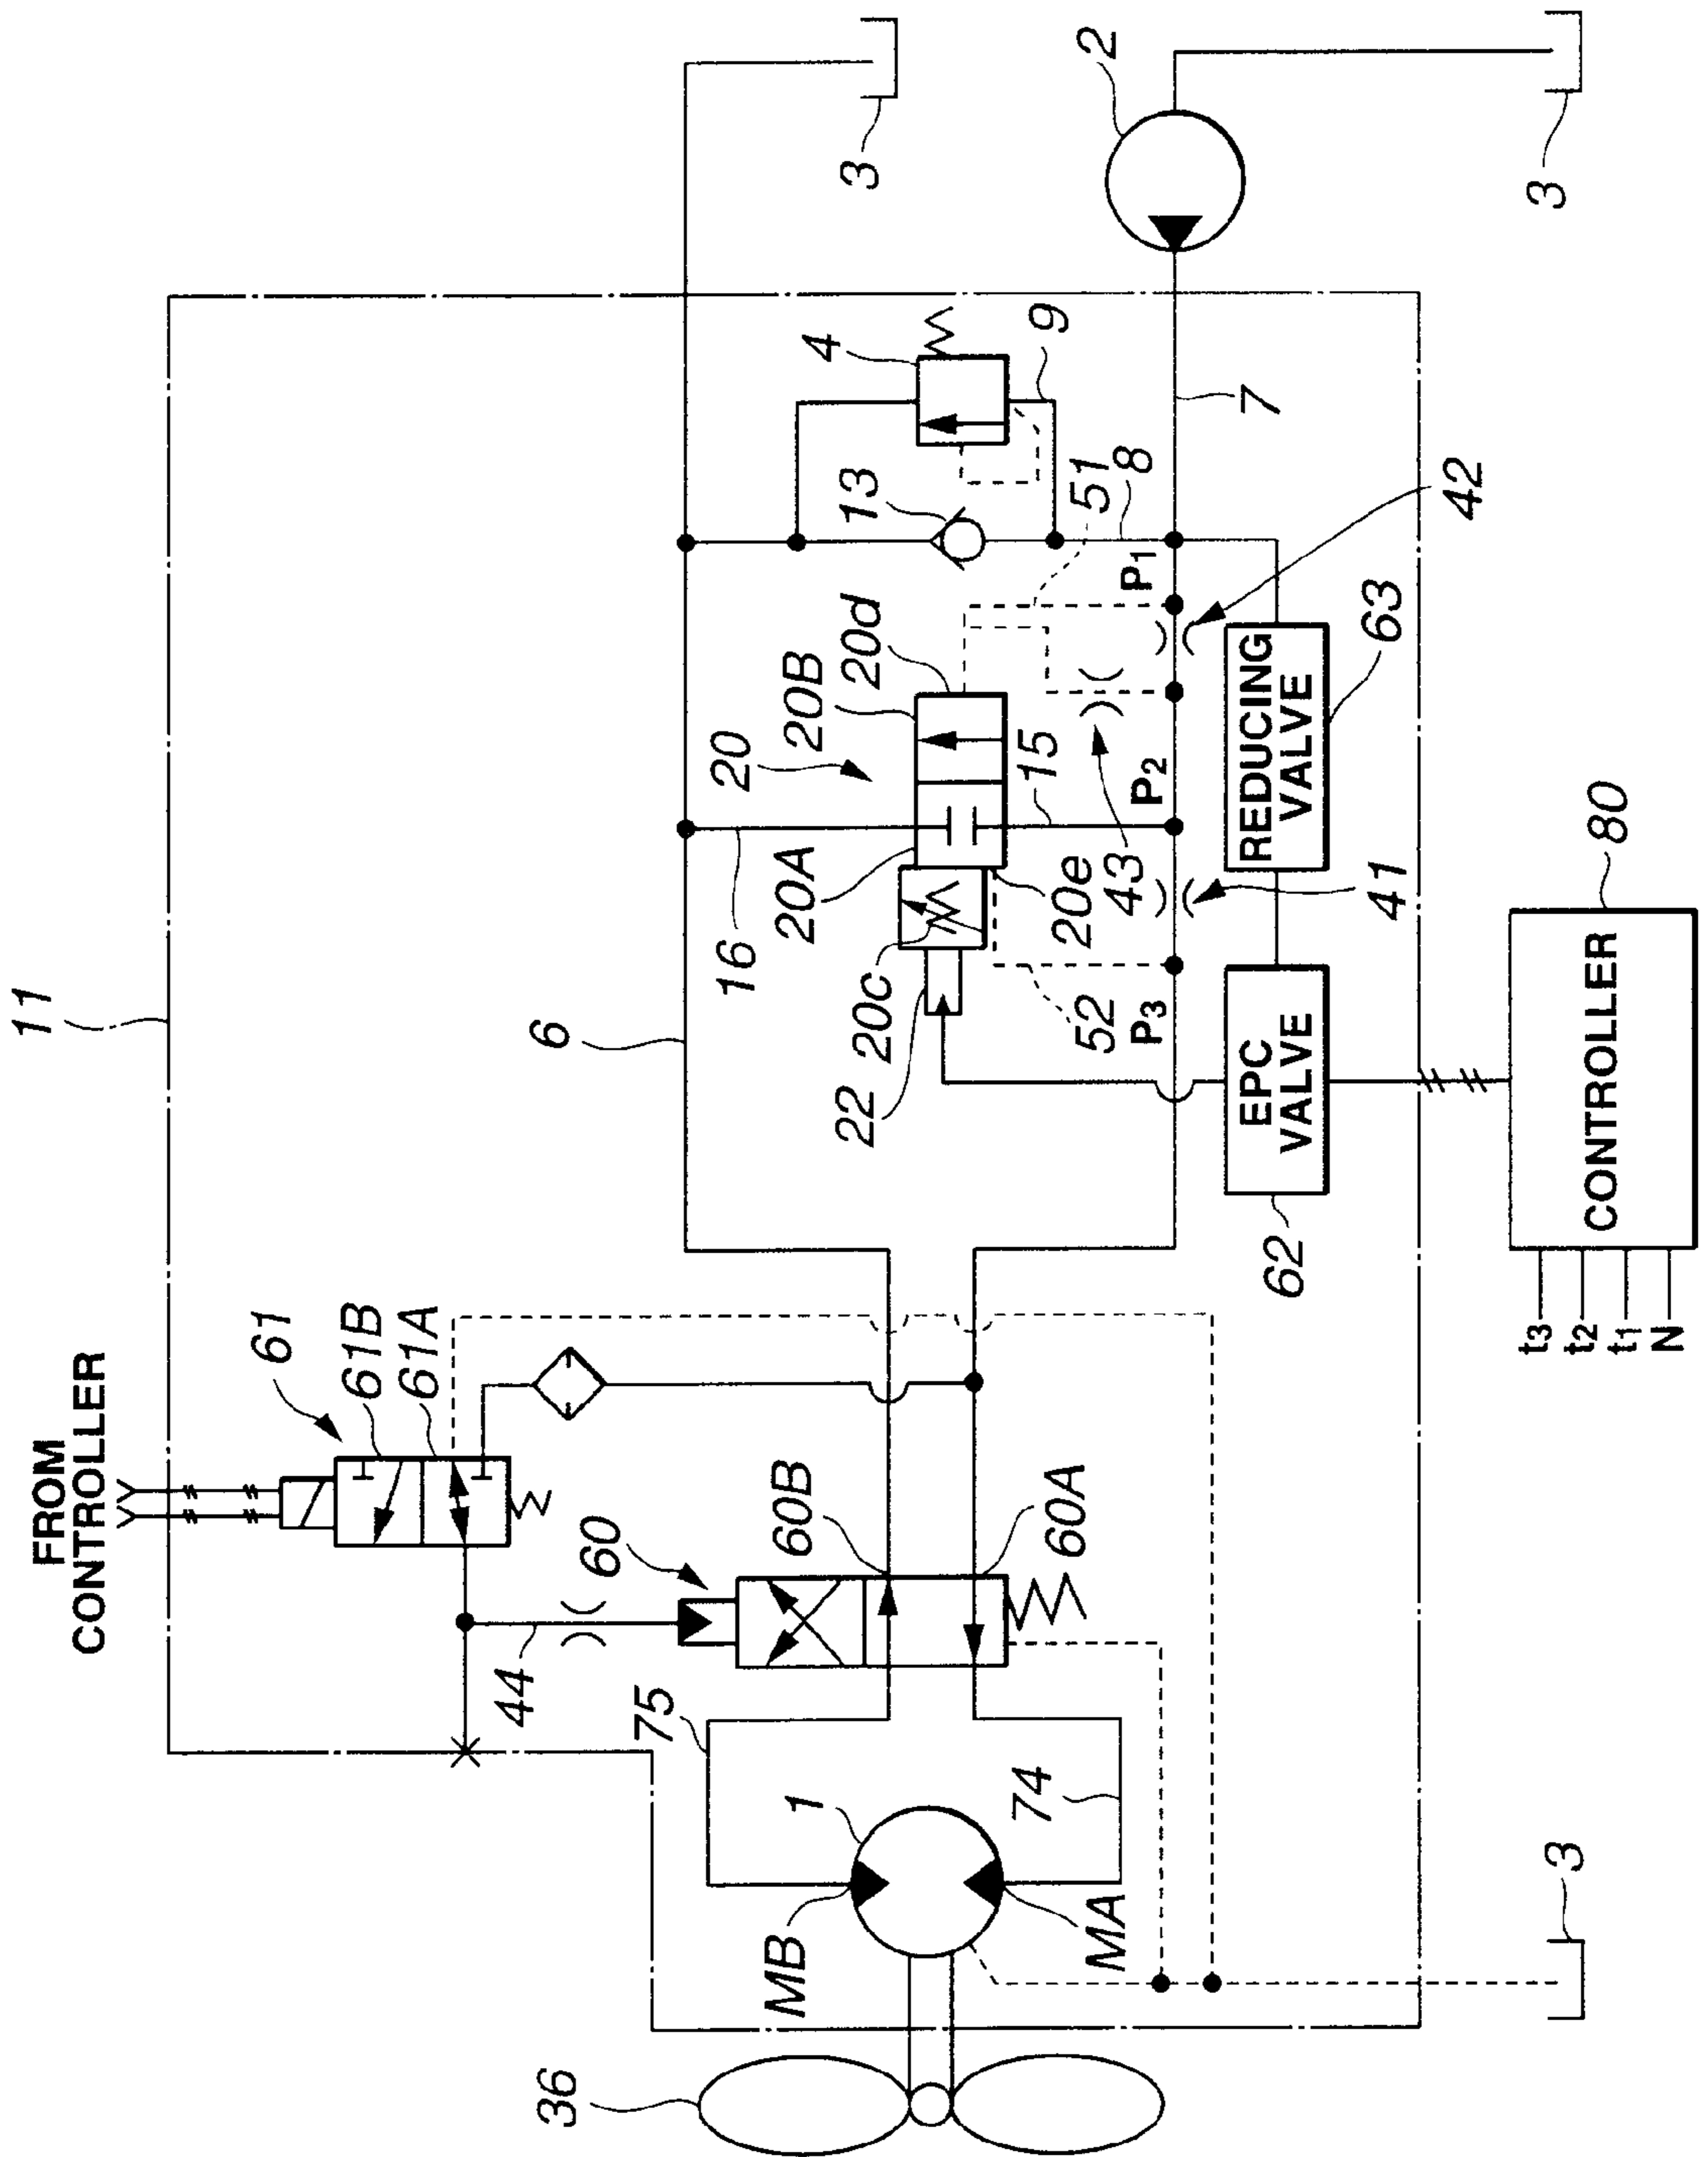 11
FROM
CONTROLLER
61
61B
61A
44
60
60B
60A
75
74
1
MB
MA
36
3
6
16
20
20A
20B
20d
20c
20e
22
15
43
52
P3
P2
P1
41
42
51
13
4
9
8
7
2
3
3
EPC
VALVE
62
REDUCING
VALVE
63
CONTROLLER
80
t3
t2
t1
N